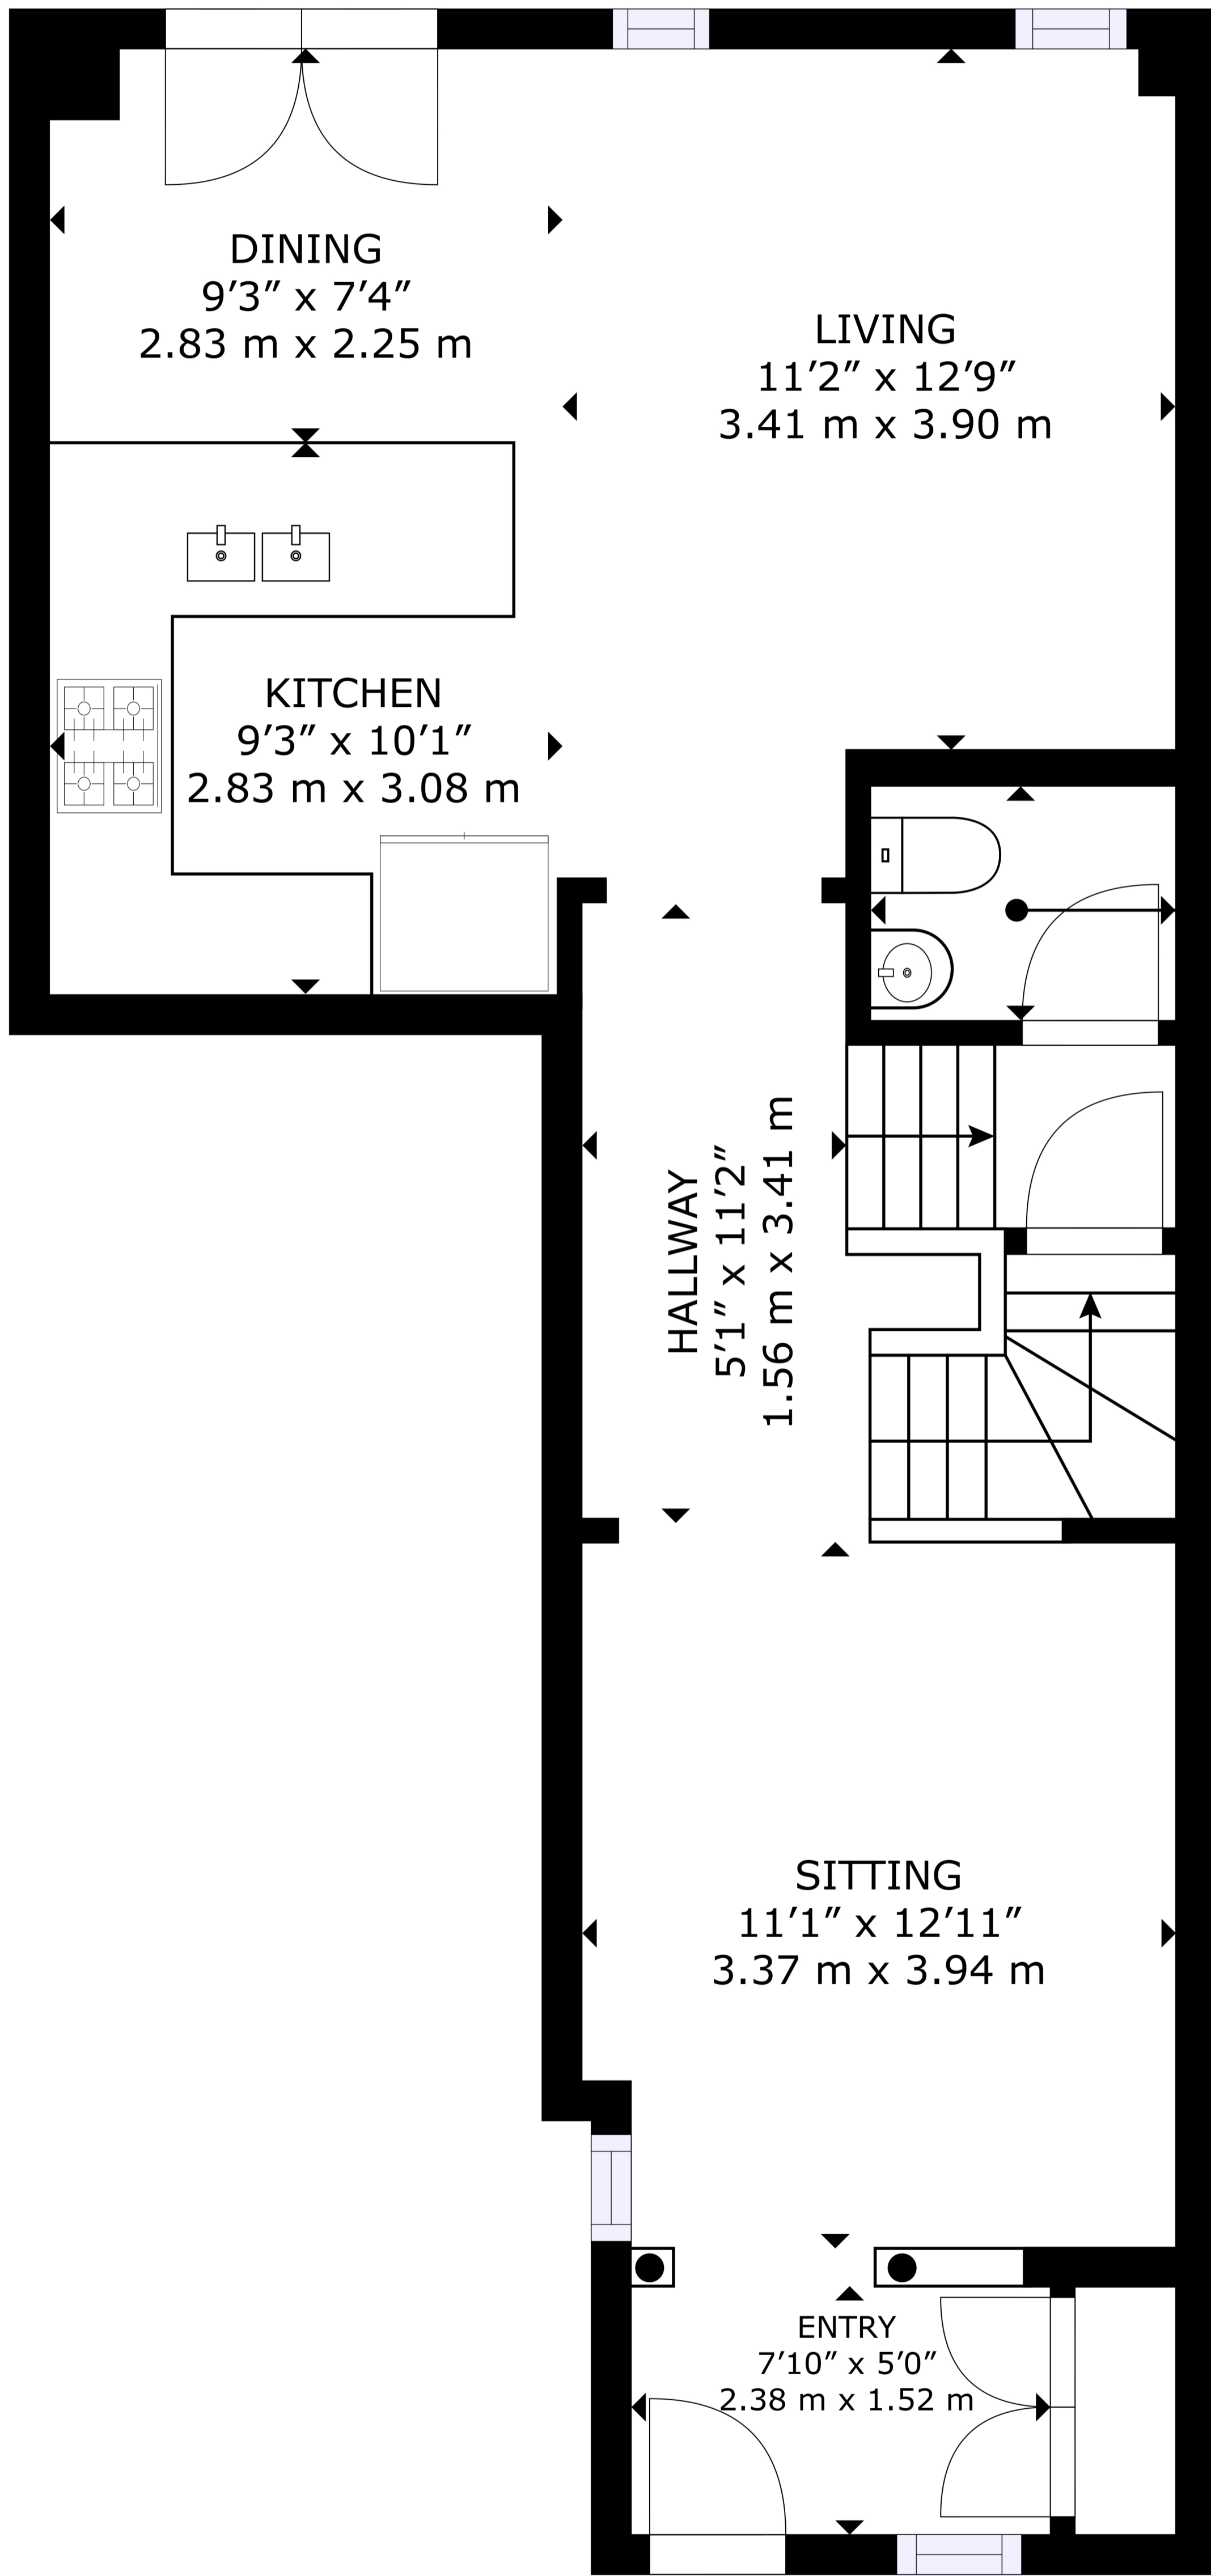 DINING
9′3″ x 7′4″
2.83 m x 2.25 m
LIVING
11′2″ x 12′9″
3.41 m x 3.90 m
KITCHEN
9′3″ x 10′1″
2.83 m x 3.08 m
HALLWAY
5′1″ x 11′2″
1.56 m x 3.41 m
SITTING
11′1″ x 12′11″
3.37 m x 3.94 m
ENTRY
7′10″ x 5′0″
2.38 m x 1.52 m